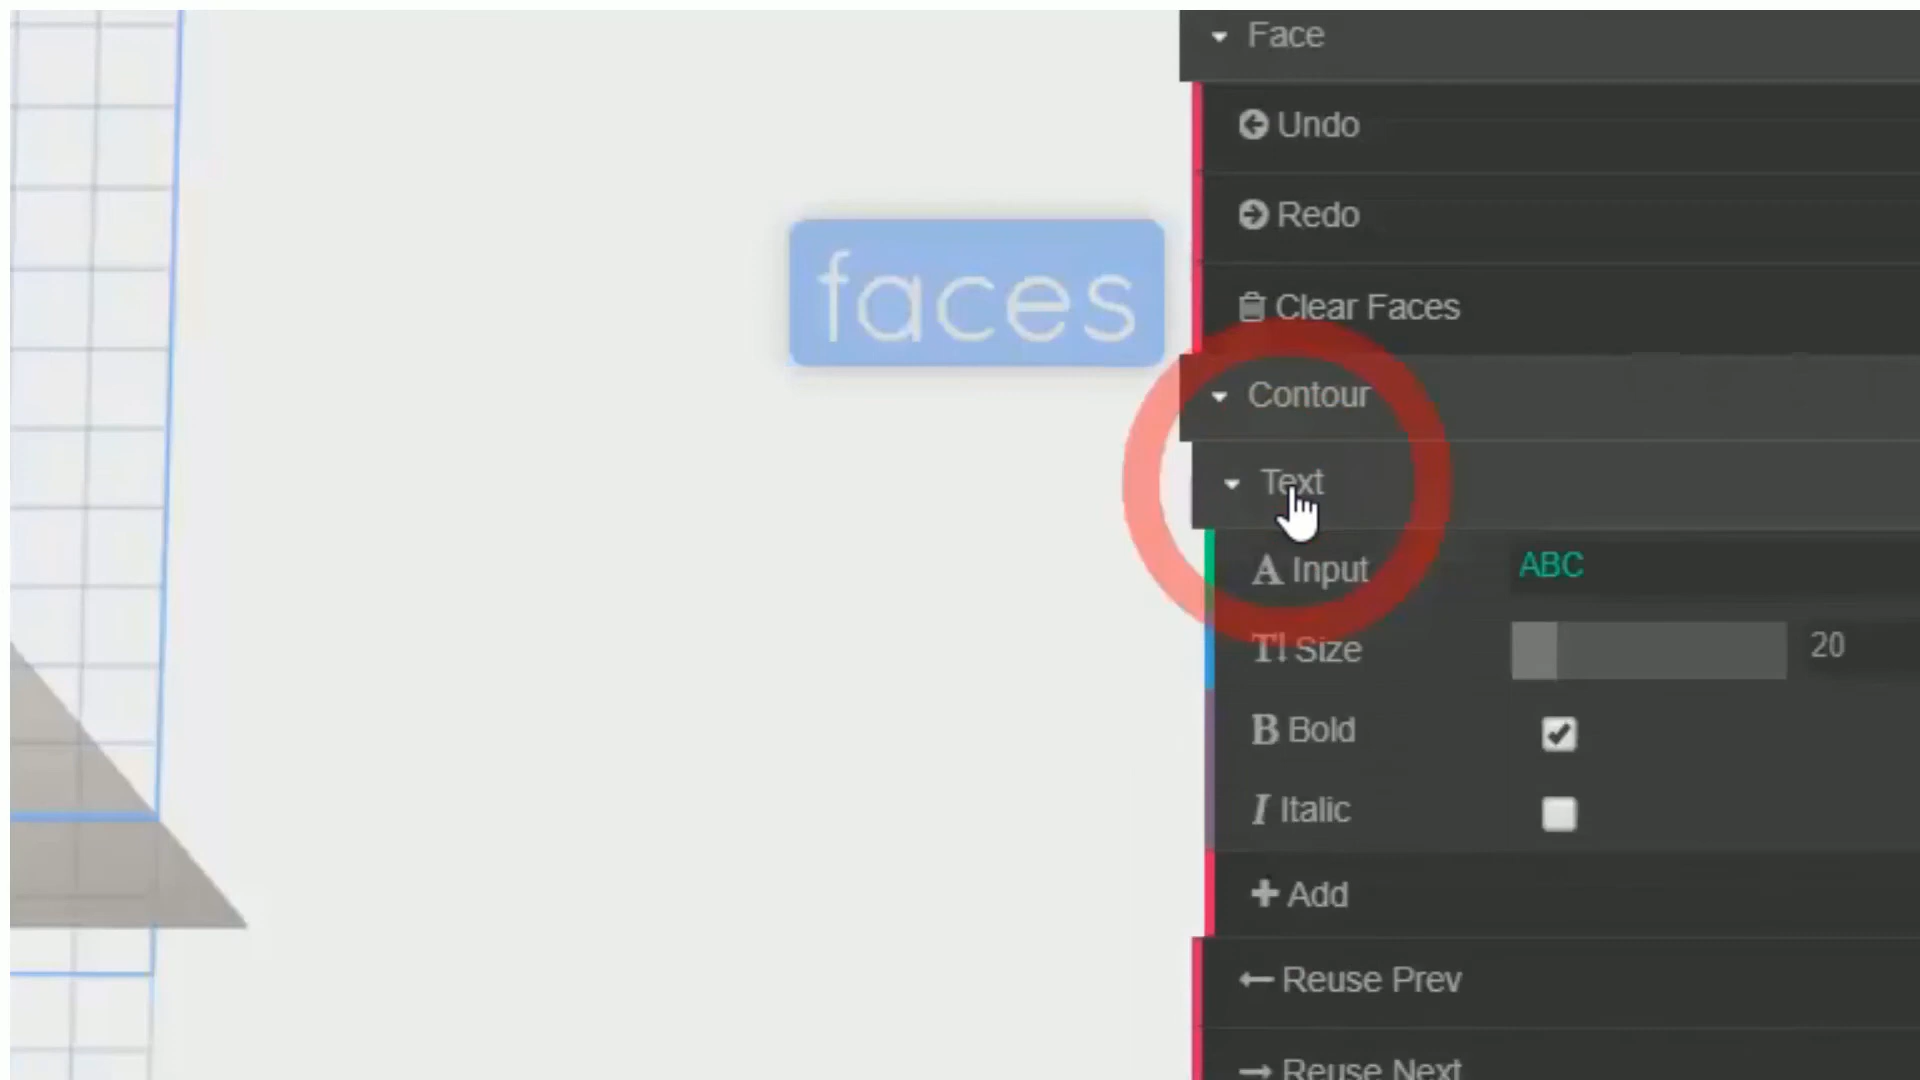 Face
Undo
Redo
faces
Clear Faces
Contour
Text
A Input ABC
Size 20
B Bold
I Italic
Add
Reuse Prev
Reuse Next